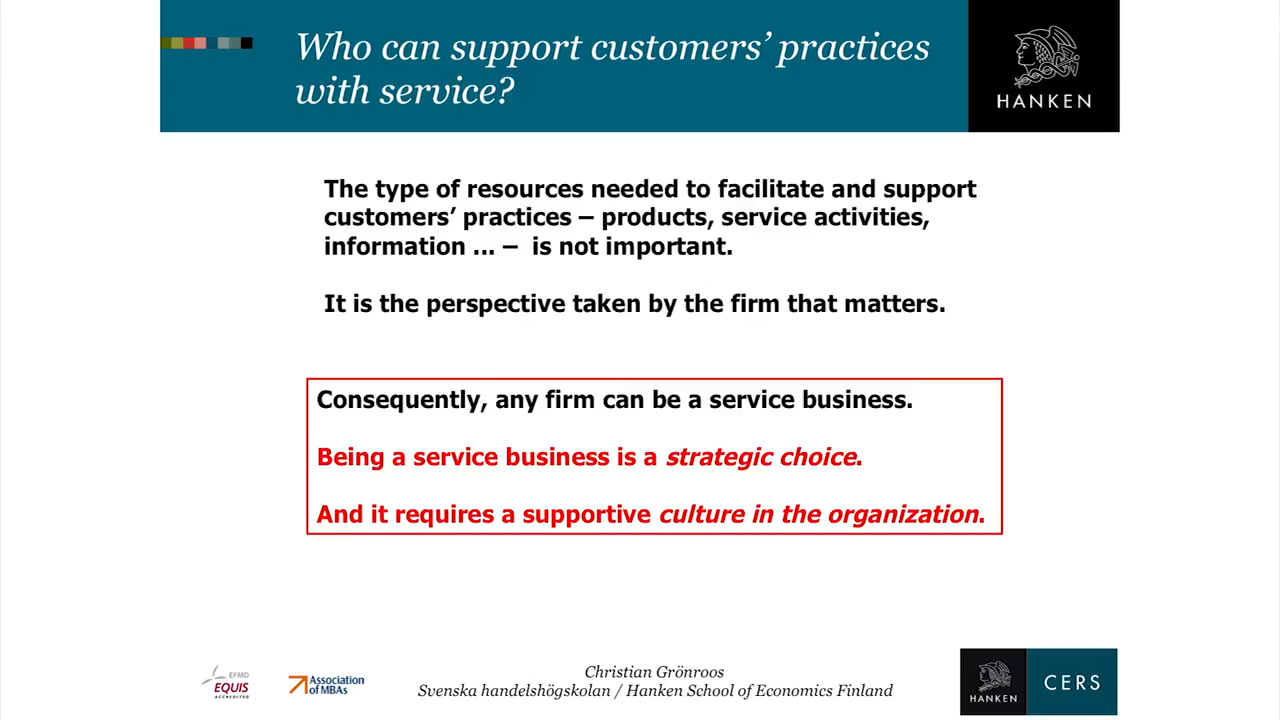 Who can support customers’ practices
with service?
HANKEN
The type of resources needed to facilitate and support
customers’ practices – products, service activities,
information ... – is not important.
It is the perspective taken by the firm that matters.
Consequently, any firm can be a service business.
Being a service business is a strategic choice.
And it requires a supportive culture in the organization.
EFMD
EQUIS
ACCREDITED
Association
of MBAs
Christian Grönroos
Svenska handelshögskolan / Hanken School of Economics Finland
HANKEN
CERS